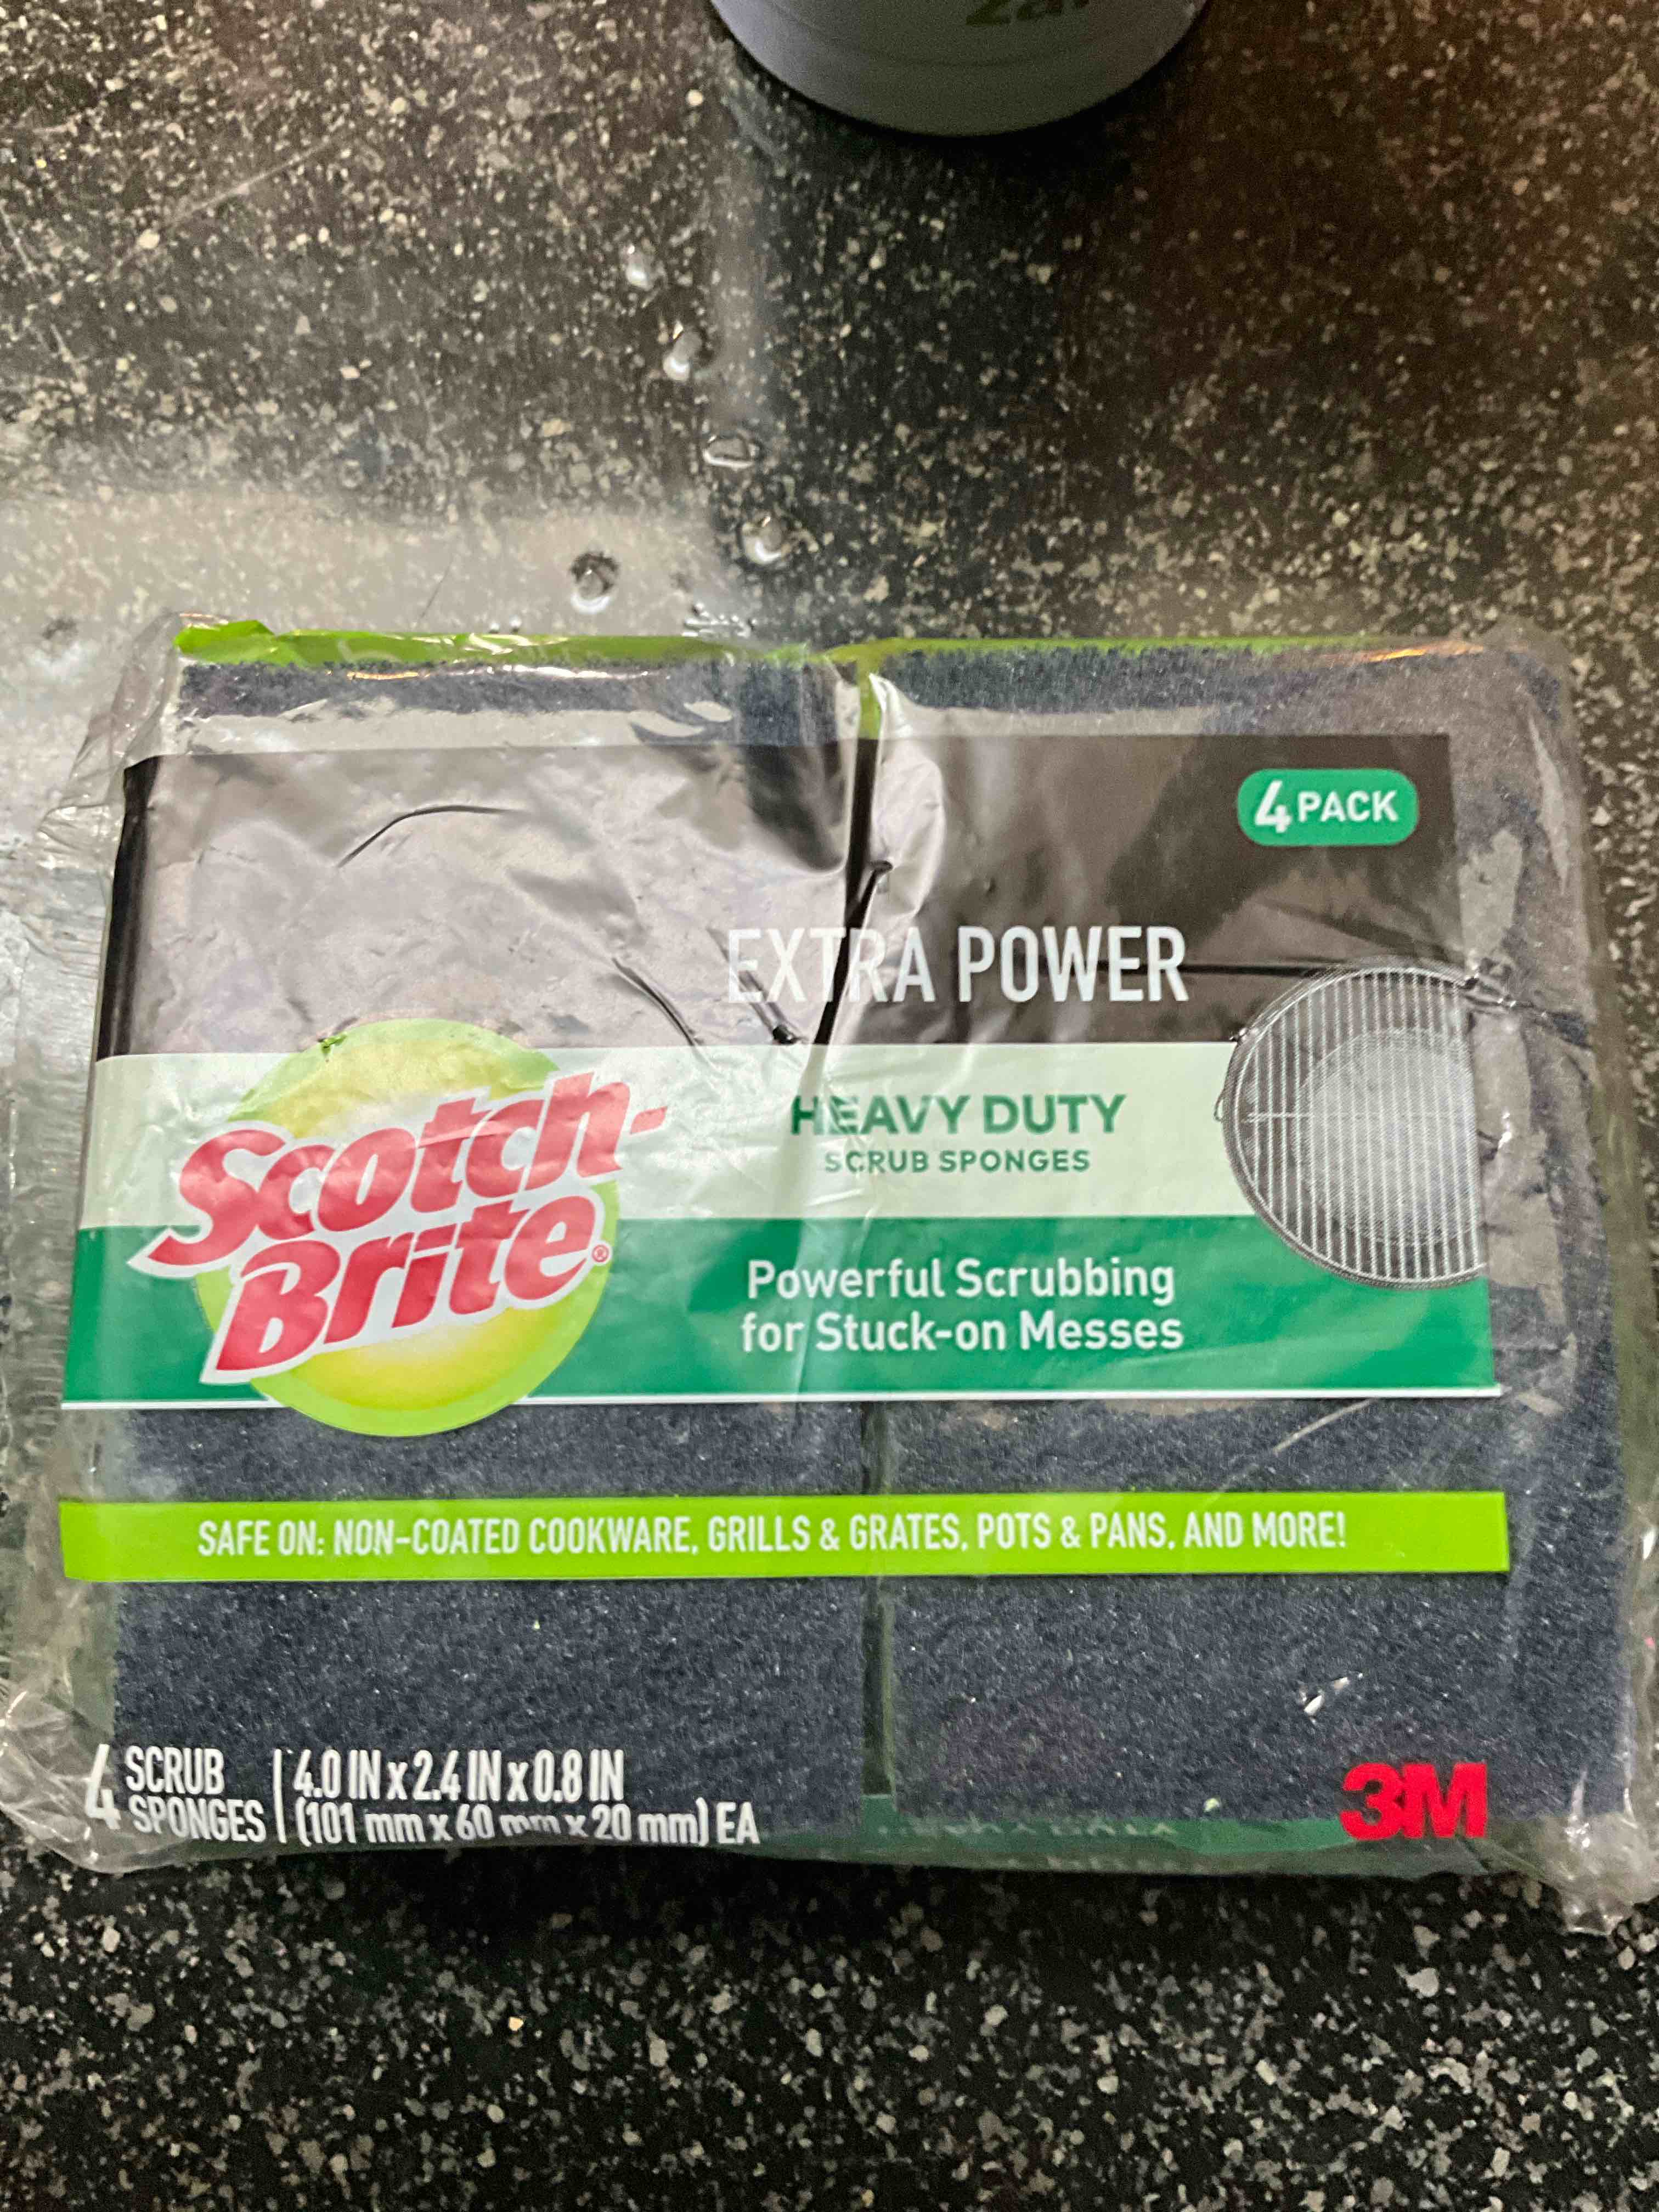 4 PACK
EXTRA POWER
Scotch-
Brite®
HEAVY DUTY
SCRUB SPONGES
Powerful Scrubbing
for Stuck-on Messes
SAFE ON: NON-COATED COOKWARE, GRILLS & GRATES, POTS & PANS, AND MORE!
4 SCRUB SPONGES
4.0 IN x 2.4 IN x 0.8 IN
(101 mm x 60 mm x 20 mm) EA
3M